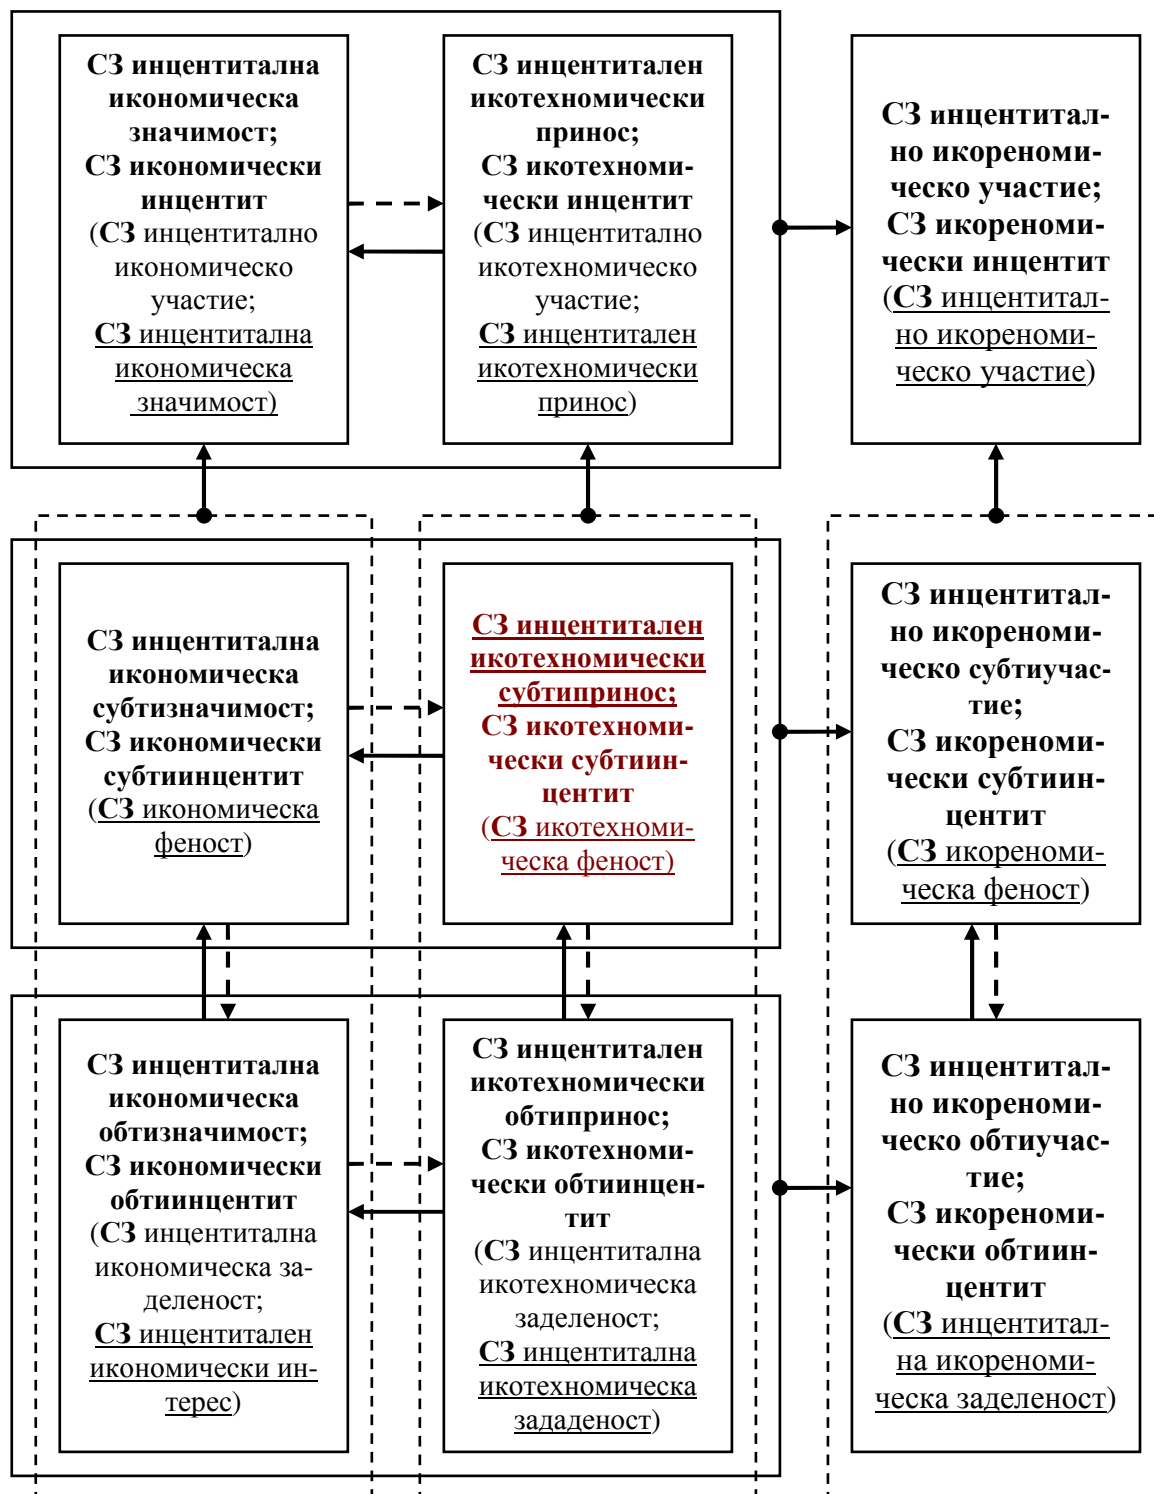 СЗ инцентитална
икономическа
значимост;
СЗ икономически
инцентит
(СЗ инцентитално
икономическо
участие;
СЗ инцентитална
икономическа
значимост)
СЗ инцентитален
икотехномически
принос;
СЗ икотехноми-
чески инцентит
(СЗ инцентитално
икотехномическо
участие;
СЗ инцентитален
икотехномически
принос)
СЗ инцентитал-
но икореноми-
ческо участие;
СЗ икореноми-
чески инцентит
(СЗ инцентитал-
но икореноми-
ческо участие)
СЗ инцентитална
икономическа
субтизначимост;
СЗ икономически
субтиинцентит
(СЗ икономическа
феност)
СЗ инцентитален
икотехномически
субтипринос;
СЗ икотехноми-
чески субтиин-
центит
(СЗ икотехноми-
ческа феност)
СЗ инцентитал-
но икореноми-
ческо субтиучас-
тие;
СЗ икореноми-
чески субтиин-
центит
(СЗ икореноми-
ческа феност)
СЗ инцентитална
икономическа
обтизначимост;
СЗ икономически
обтиинцентит
(СЗ инцентитална
икономическа за-
деленост;
СЗ инцентитален
икономически ин-
терес)
СЗ инцентитален
икотехномически
обтипринос;
СЗ икотехноми-
чески обтиинцен-
тит
(СЗ инцентитална
икотехномическа
заделеност;
СЗ инцентитална
икотехномическа
зададеност)
СЗ инцентитал-
но икореноми-
ческо обтиучас-
тие;
СЗ икореноми-
чески обтиин-
центит
(СЗ инцентитал-
на икореноми-
ческа заделеност)